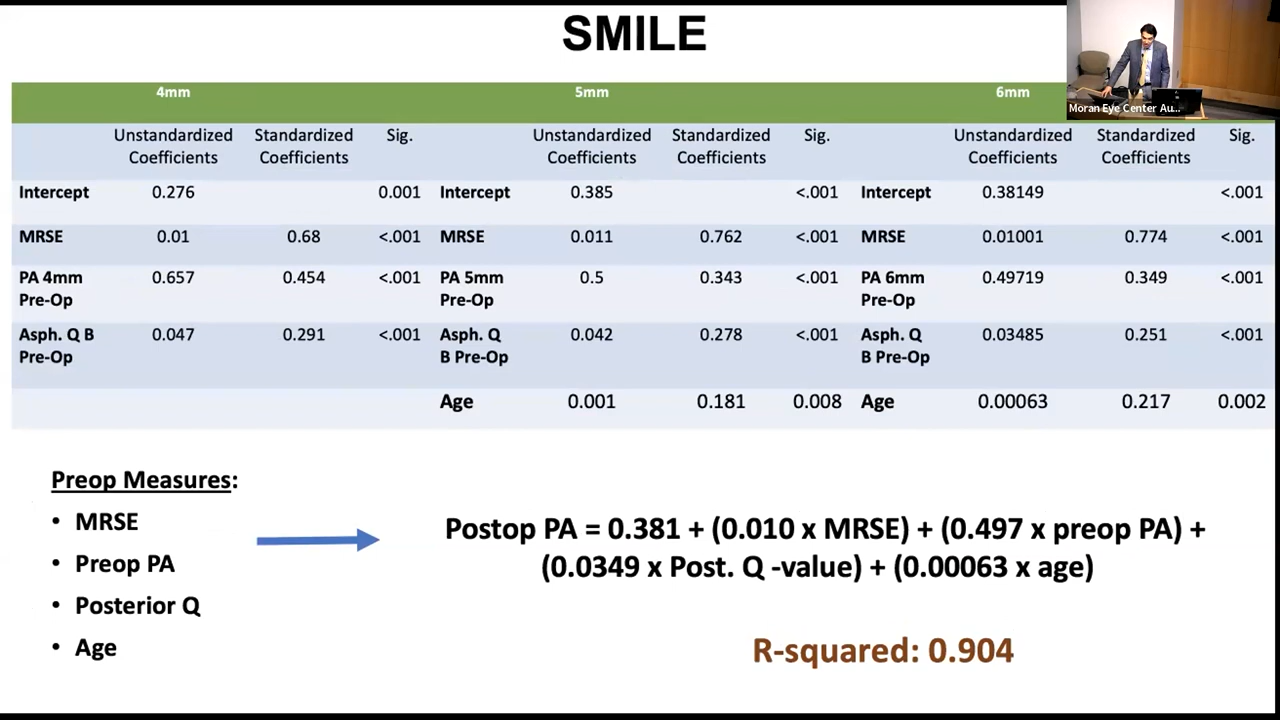 SMILE
Moran Eye Center Au...
4mm 5mm 6mm
Unstandardized Standardized Sig. Unstandardized Standardized Sig. Unstandardized Standardized Sig.
Coefficients Coefficients Coefficients Coefficients Coefficients Coefficients
Intercept 0.276 0.001 Intercept 0.385 <.001 Intercept 0.38149 <.001
MRSE 0.01 0.68 <.001 MRSE 0.011 0.762 <.001 MRSE 0.01001 0.774 <.001
PA 4mm 0.657 0.454 <.001 PA 5mm 0.5 0.343 <.001 PA 6mm 0.49719 0.349 <.001
Pre-Op Pre-Op Pre-Op
Asph. Q B 0.047 0.291 <.001 Asph. Q 0.042 0.278 <.001 Asph. Q 0.03485 0.251 <.001
Pre-Op B Pre-Op B Pre-Op
Age 0.001 0.181 0.008 Age 0.00063 0.217 0.002
Preop Measures:
• MRSE
• Preop PA
• Posterior Q
• Age
Postop PA = 0.381 + (0.010 x MRSE) + (0.497 x preop PA) +
(0.0349 x Post. Q -value) + (0.00063 x age)
R-squared: 0.904